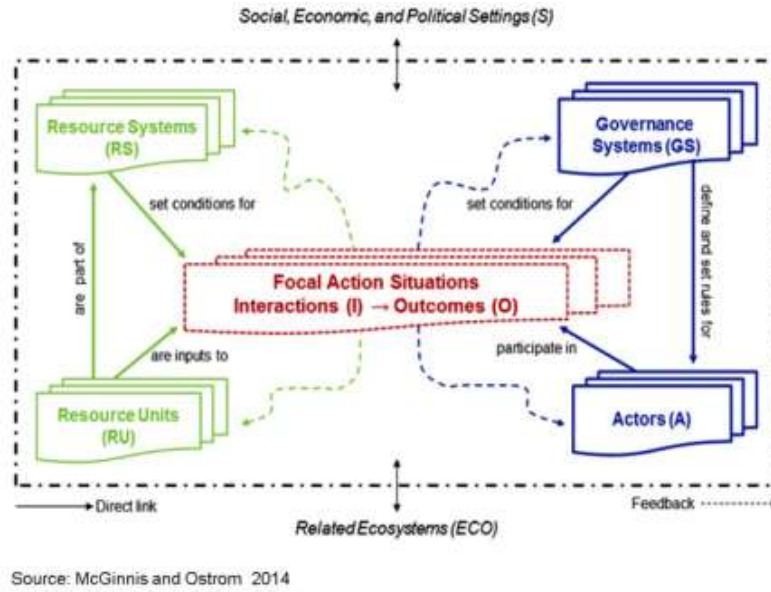 Social, Economic, and Political Settings (S)
Resource Systems
(RS)
Governance
Systems (GS)
set conditions for
set conditions for
are part of
define and set rules for
Focal Action Situations
Interactions (I) → Outcomes (O)
are inputs to
participate in
Resource Units
(RU)
Actors (A)
Direct link
Feedback
Related Ecosystems (ECO)
Source: McGinnis and Ostrom 2014